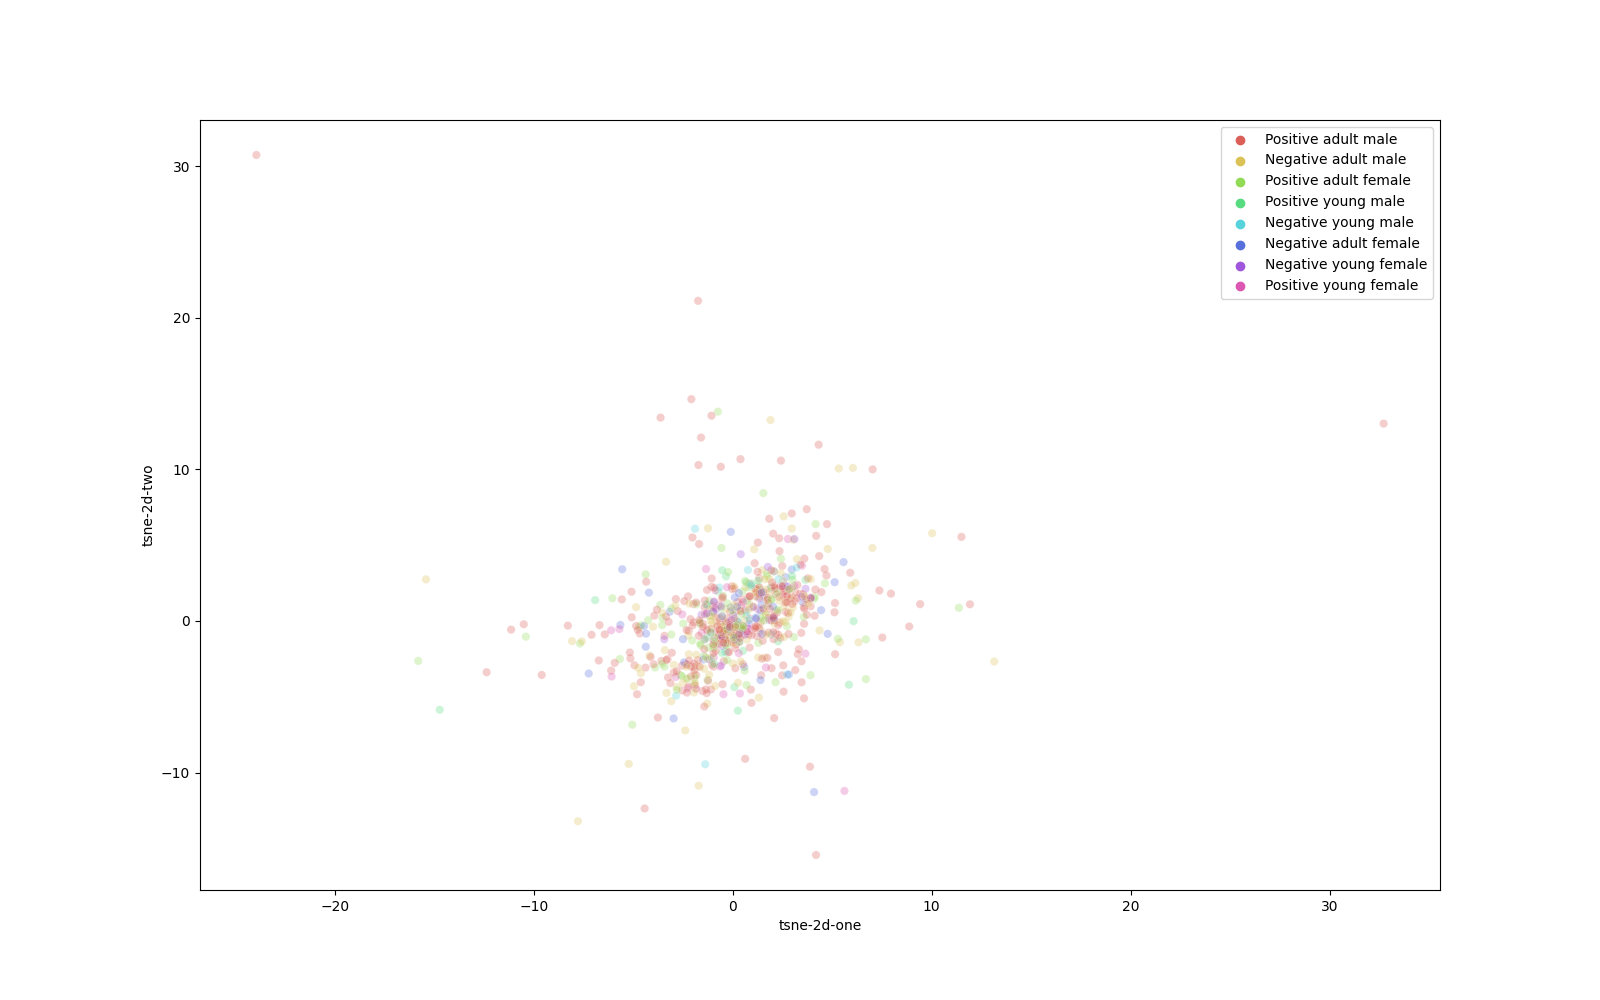 Positive adult male
Negative adult male
Positive adult female
Positive young male
Negative young male
Negative adult female
Negative young female
Positive young female
30
20
10
0
−10
tsne-2d-two
−20 −10 0 10 20 30
tsne-2d-one